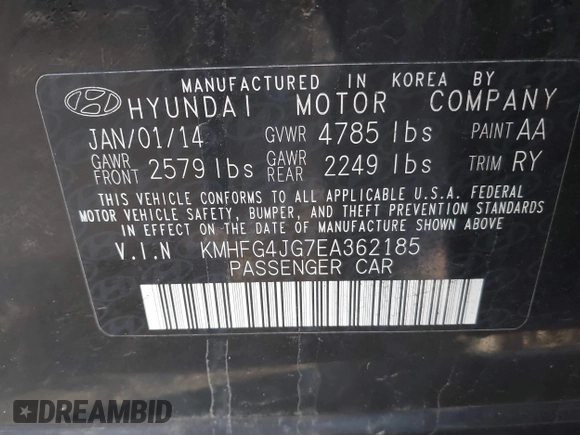 MANUFACTURED IN KOREA BY
HYUNDAI MOTOR COMPANY
JAN/01/14 GVWR 4785 lbs PAINT AA
GAWR FRONT 2579 lbs GAWR REAR 2249 lbs TRIM RY
THIS VEHICLE CONFORMS TO ALL APPLICABLE U.S.A. FEDERAL
MOTOR VEHICLE SAFETY, BUMPER, AND THEFT PREVENTION STANDARDS
IN EFFECT ON THE DATE OF MANUFACTURE SHOWN ABOVE
V.I.N KMHFG4JG7EA362185
PASSENGER CAR
DREAMBID